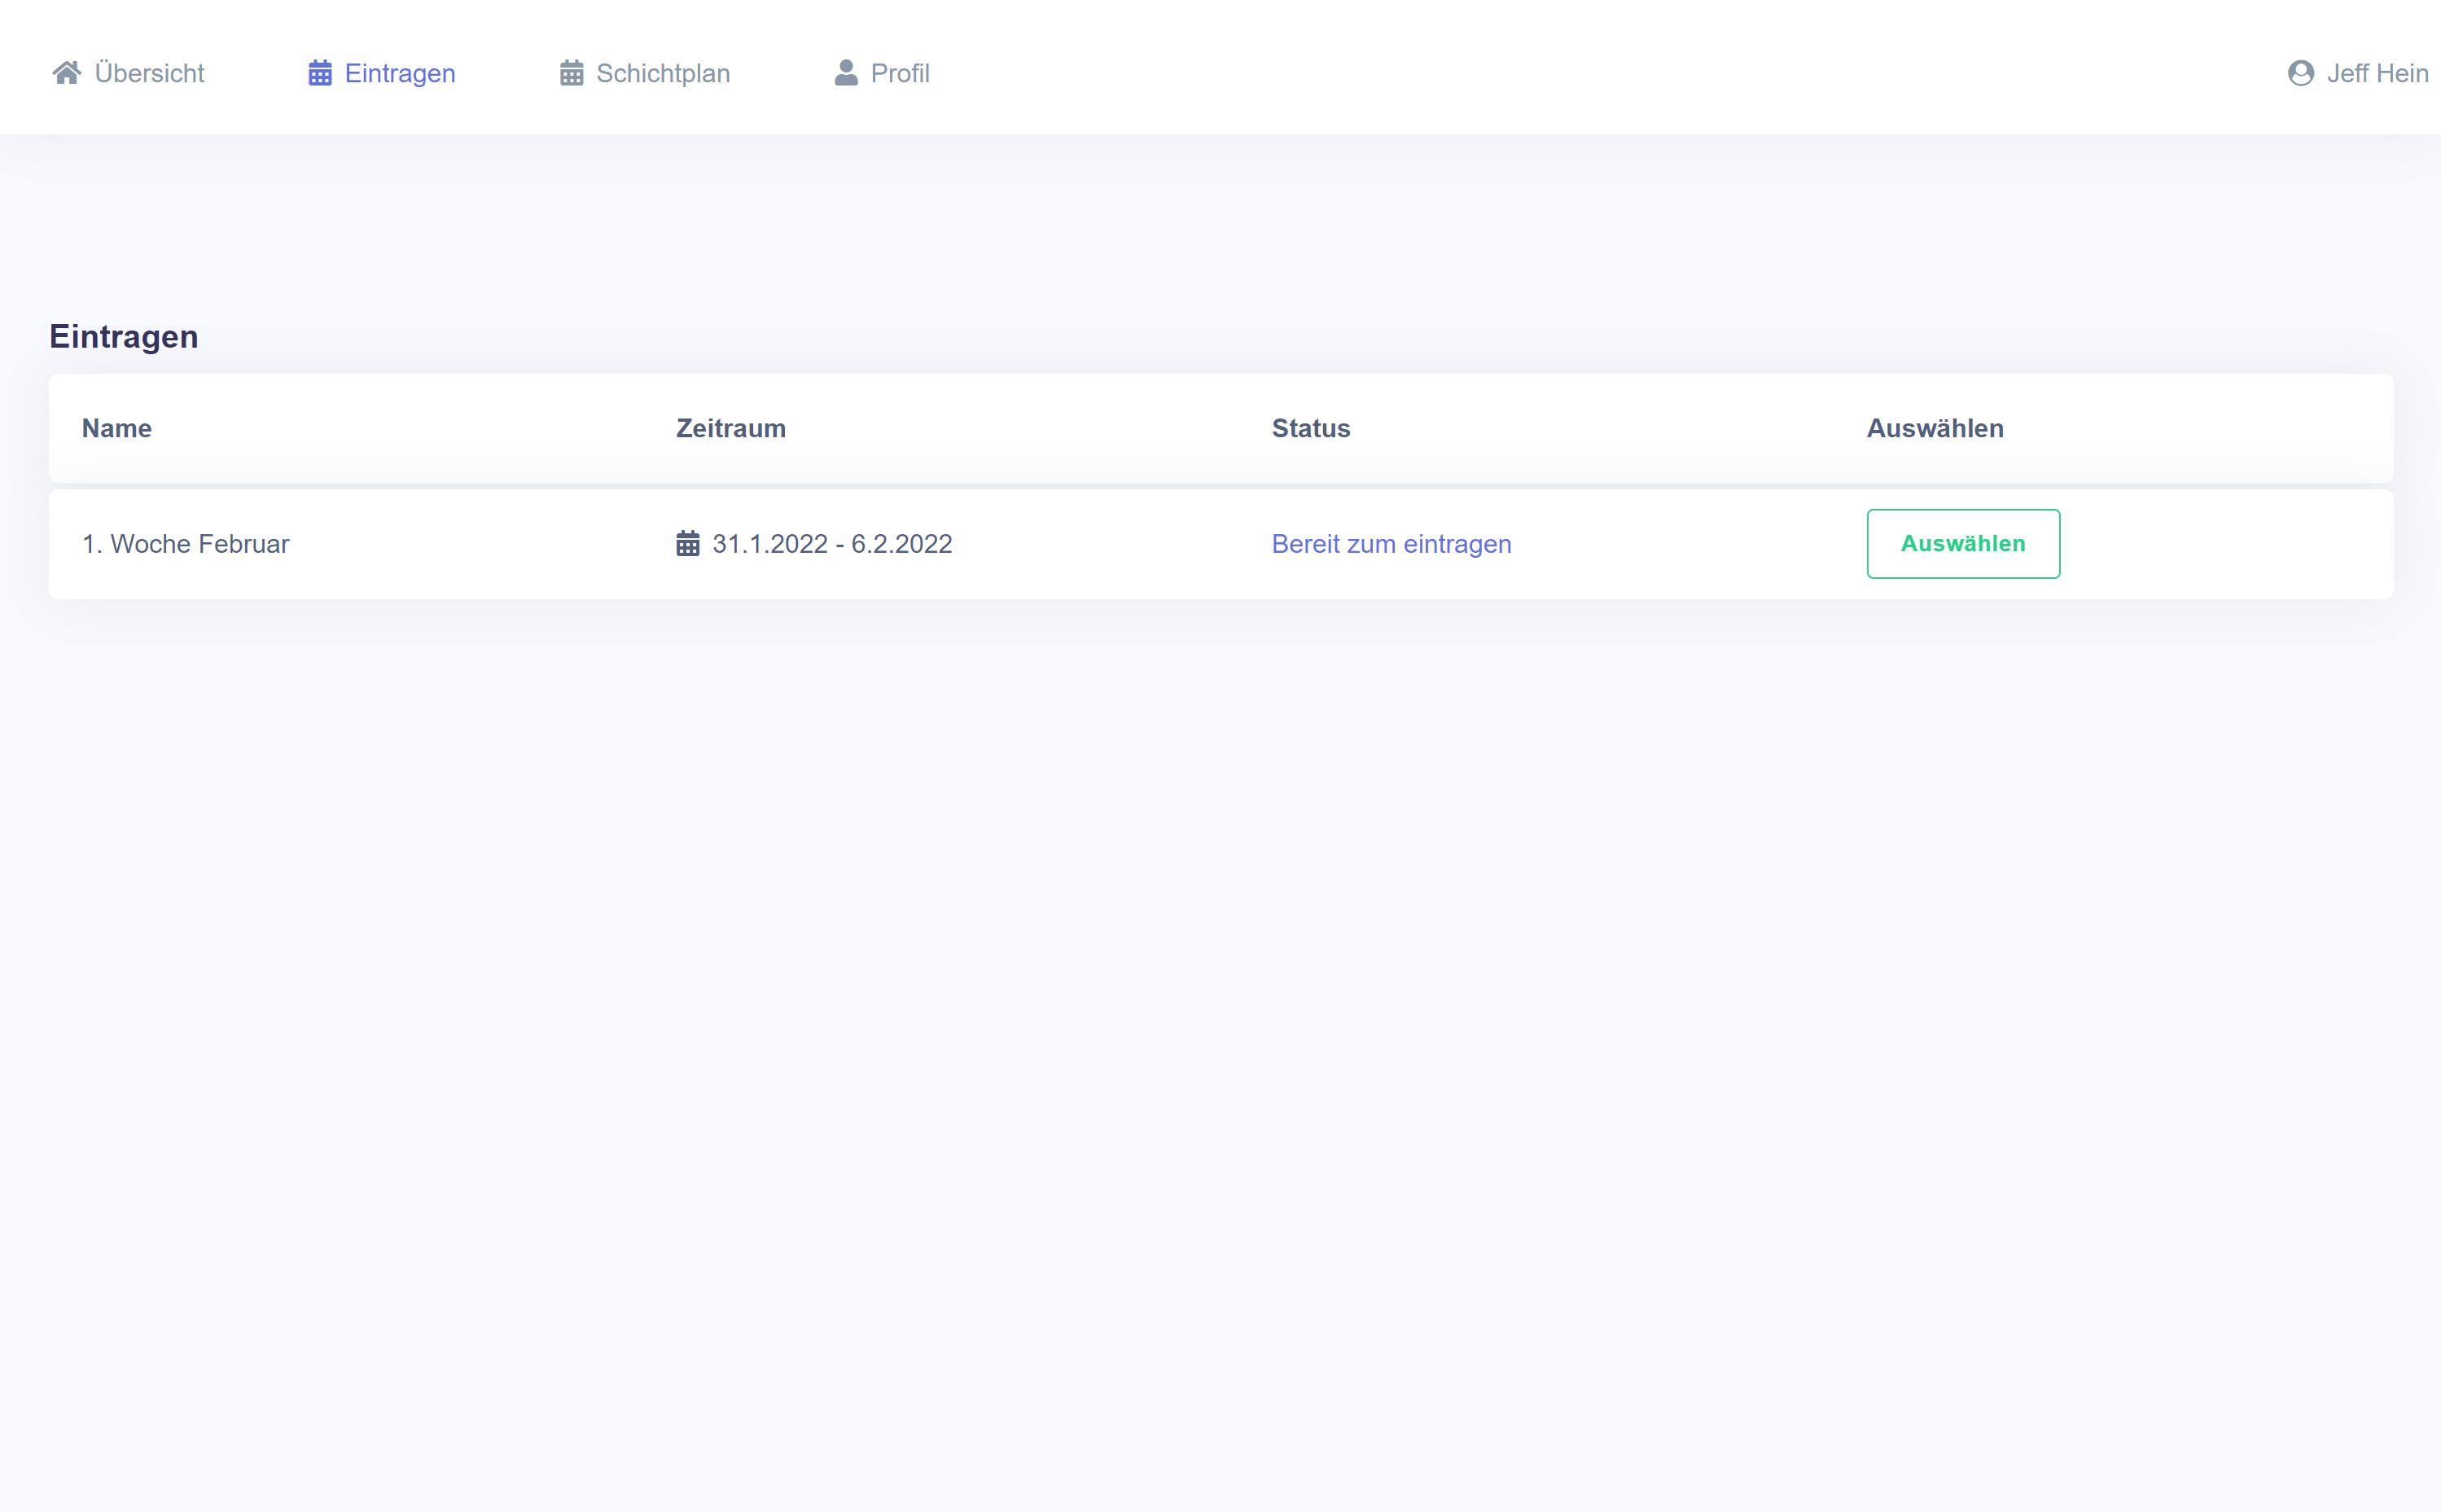 Übersicht Eintragen Schichtplan Profil Jeff Hein
Eintragen
Name Zeitraum Status Auswählen
1. Woche Februar 31.1.2022 - 6.2.2022 Bereit zum eintragen Auswählen